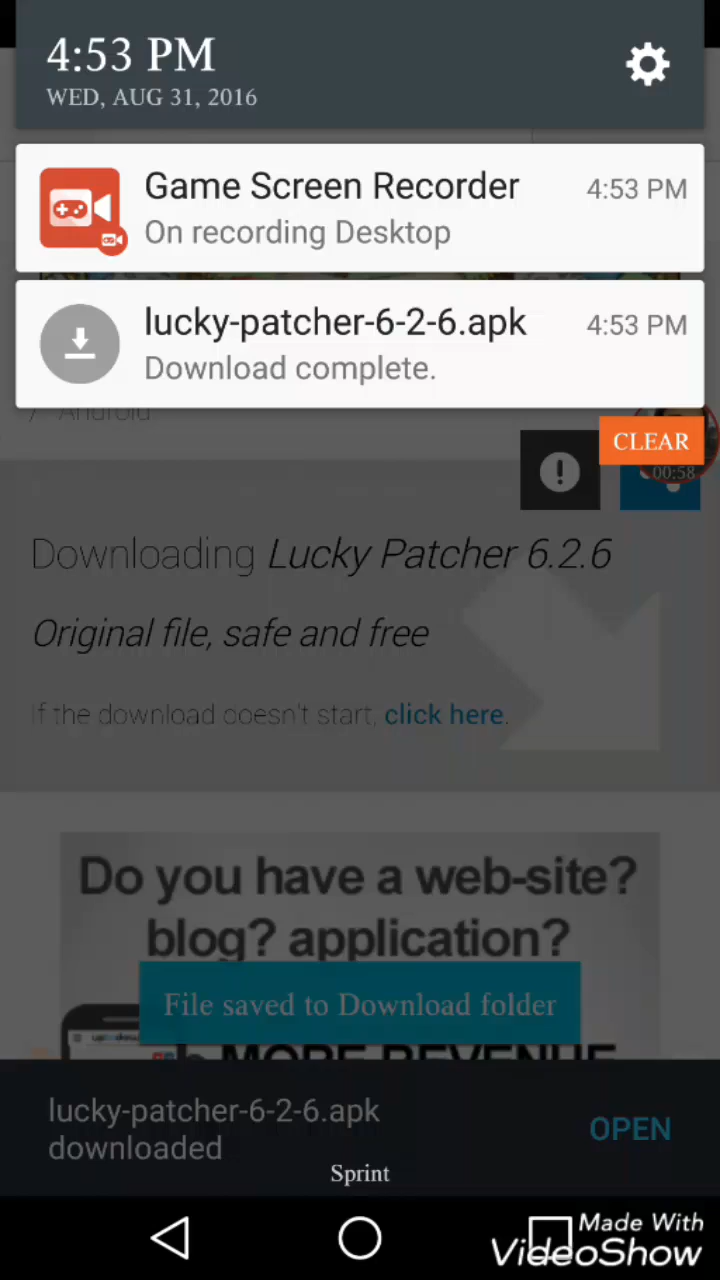 4:53 PM
WED, AUG 31, 2016
Game Screen Recorder
4:53 PM
On recording Desktop
lucky-patcher-6-2-6.apk
4:53 PM
Download complete.
/ Android
CLEAR
00:58
Downloading Lucky Patcher 6.2.6
Original file, safe and free
If the download doesn't start, click here.
Do you have a web-site?
blog? application?
File saved to Download folder
MORE REVENUE
lucky-patcher-6-2-6.apk
downloaded
OPEN
Sprint
Made With
VideoShow